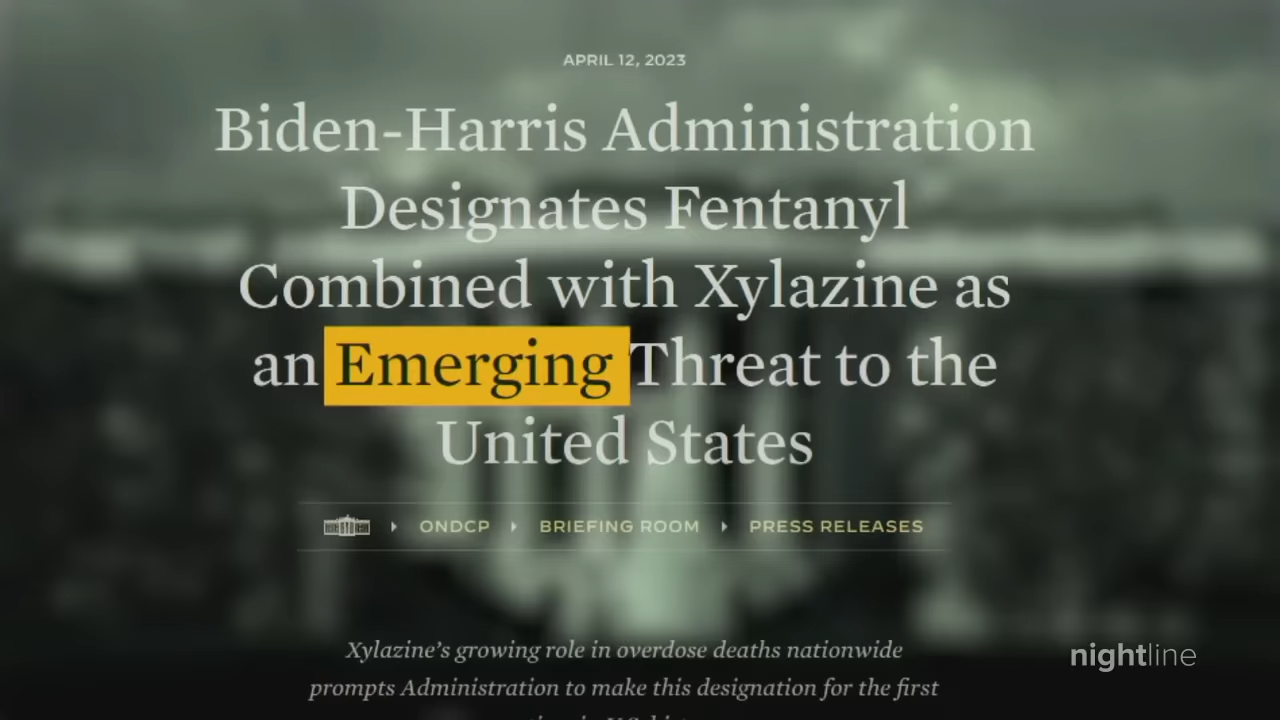 APRIL 12, 2023
Biden-Harris Administration
Designates Fentanyl
Combined with Xylazine as
an Emerging Threat to the
United States
ONDCP BRIEFING ROOM PRESS RELEASES
Xylazine’s growing role in overdose deaths nationwide
prompts Administration to make this designation for the first
nightline